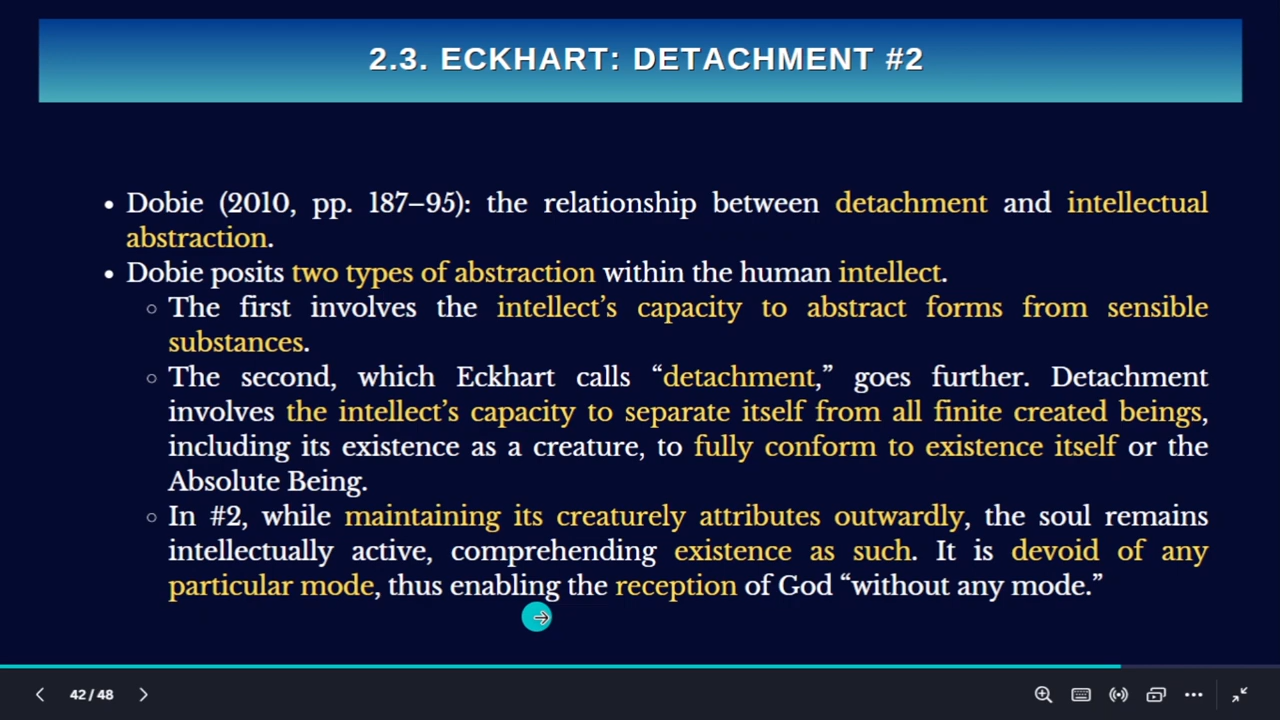 2.3. ECKHART: DETACHMENT #2
• Dobie (2010, pp. 187–95): the relationship between detachment and intellectual
abstraction.
• Dobie posits two types of abstraction within the human intellect.
○ The first involves the intellect’s capacity to abstract forms from sensible
substances.
○ The second, which Eckhart calls “detachment,” goes further. Detachment
involves the intellect’s capacity to separate itself from all finite created beings,
including its existence as a creature, to fully conform to existence itself or the
Absolute Being.
○ In #2, while maintaining its creaturely attributes outwardly, the soul remains
intellectually active, comprehending existence as such. It is devoid of any
particular mode, thus enabling the reception of God “without any mode.”
42 / 48